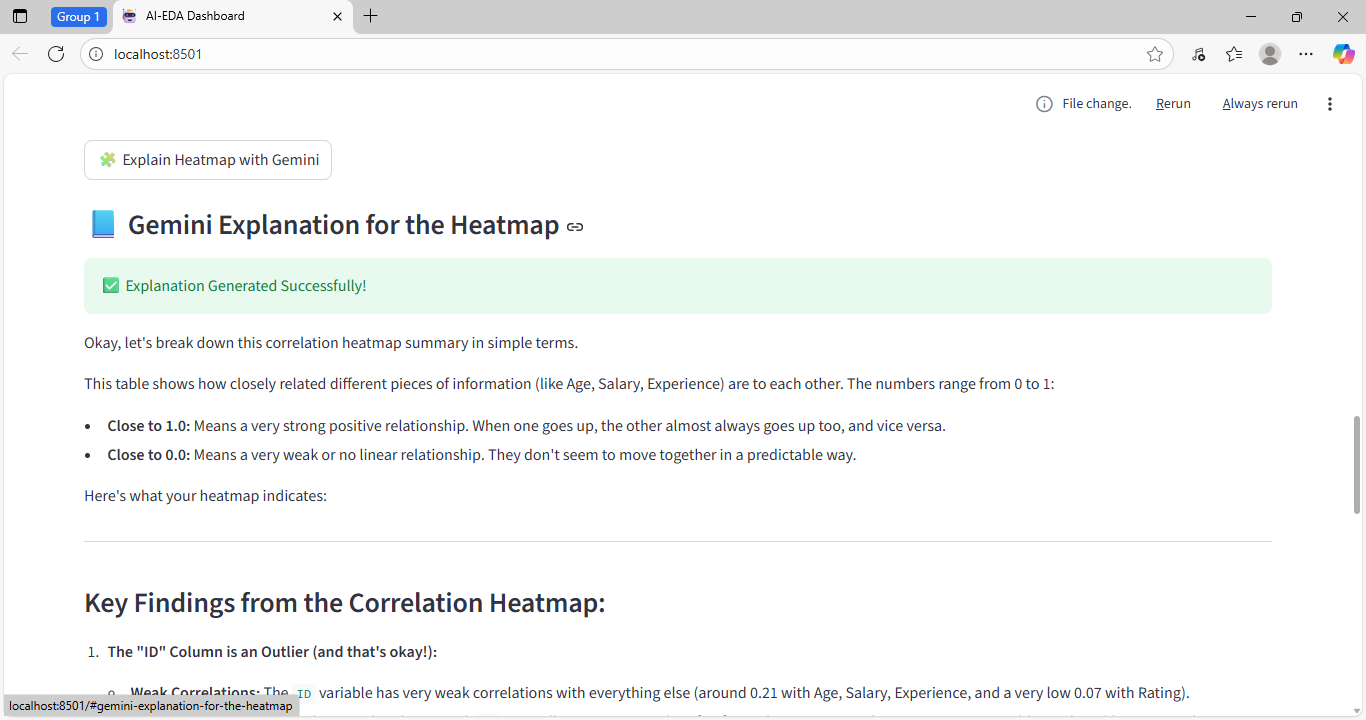 Group 1
AI-EDA Dashboard
localhost:8501
File change. Rerun Always rerun
Explain Heatmap with Gemini
Gemini Explanation for the Heatmap
Explanation Generated Successfully!
Okay, let's break down this correlation heatmap summary in simple terms.
This table shows how closely related different pieces of information (like Age, Salary, Experience) are to each other. The numbers range from 0 to 1:
• Close to 1.0: Means a very strong positive relationship. When one goes up, the other almost always goes up too, and vice versa.
• Close to 0.0: Means a very weak or no linear relationship. They don't seem to move together in a predictable way.
Here's what your heatmap indicates:
Key Findings from the Correlation Heatmap:
1. The "ID" Column is an Outlier (and that's okay!):
Weak Correlations: The ID variable has very weak correlations with everything else (around 0.21 with Age, Salary, Experience, and a very low 0.07 with Rating).
localhost:8501/#gemini-explanation-for-the-heatmap